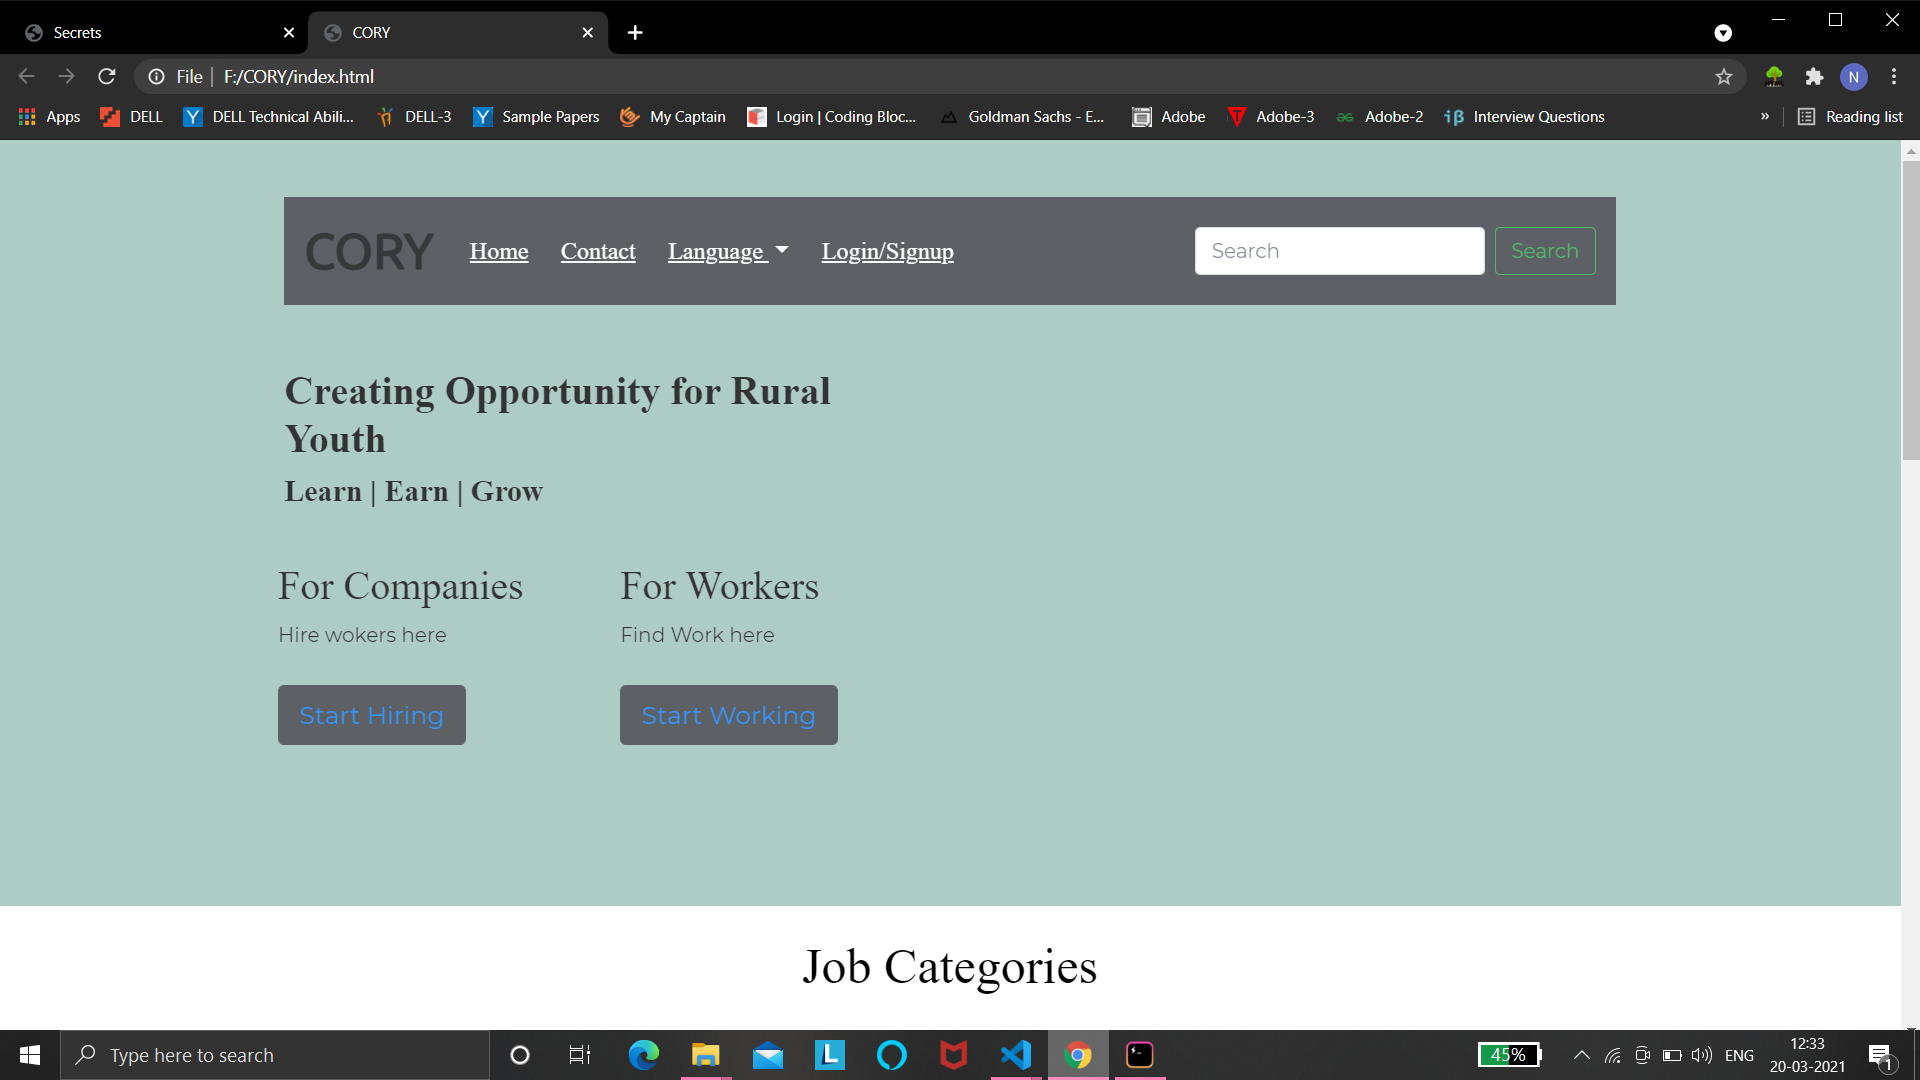 Secrets
CORY
File | F:/CORY/index.html
N
Apps
DELL
DELL Technical Abili...
DELL-3
Sample Papers
My Captain
Login | Coding Bloc...
Goldman Sachs - E...
Adobe
Adobe-3
Adobe-2
Interview Questions
»
Reading list
CORY
Home
Contact
Language
Login/Signup
Search
Search
Creating Opportunity for Rural
Youth
Learn | Earn | Grow
For Companies
For Workers
Hire wokers here
Find Work here
Start Hiring
Start Working
Job Categories
Type here to search
45%
ENG
12:33
20-03-2021
1